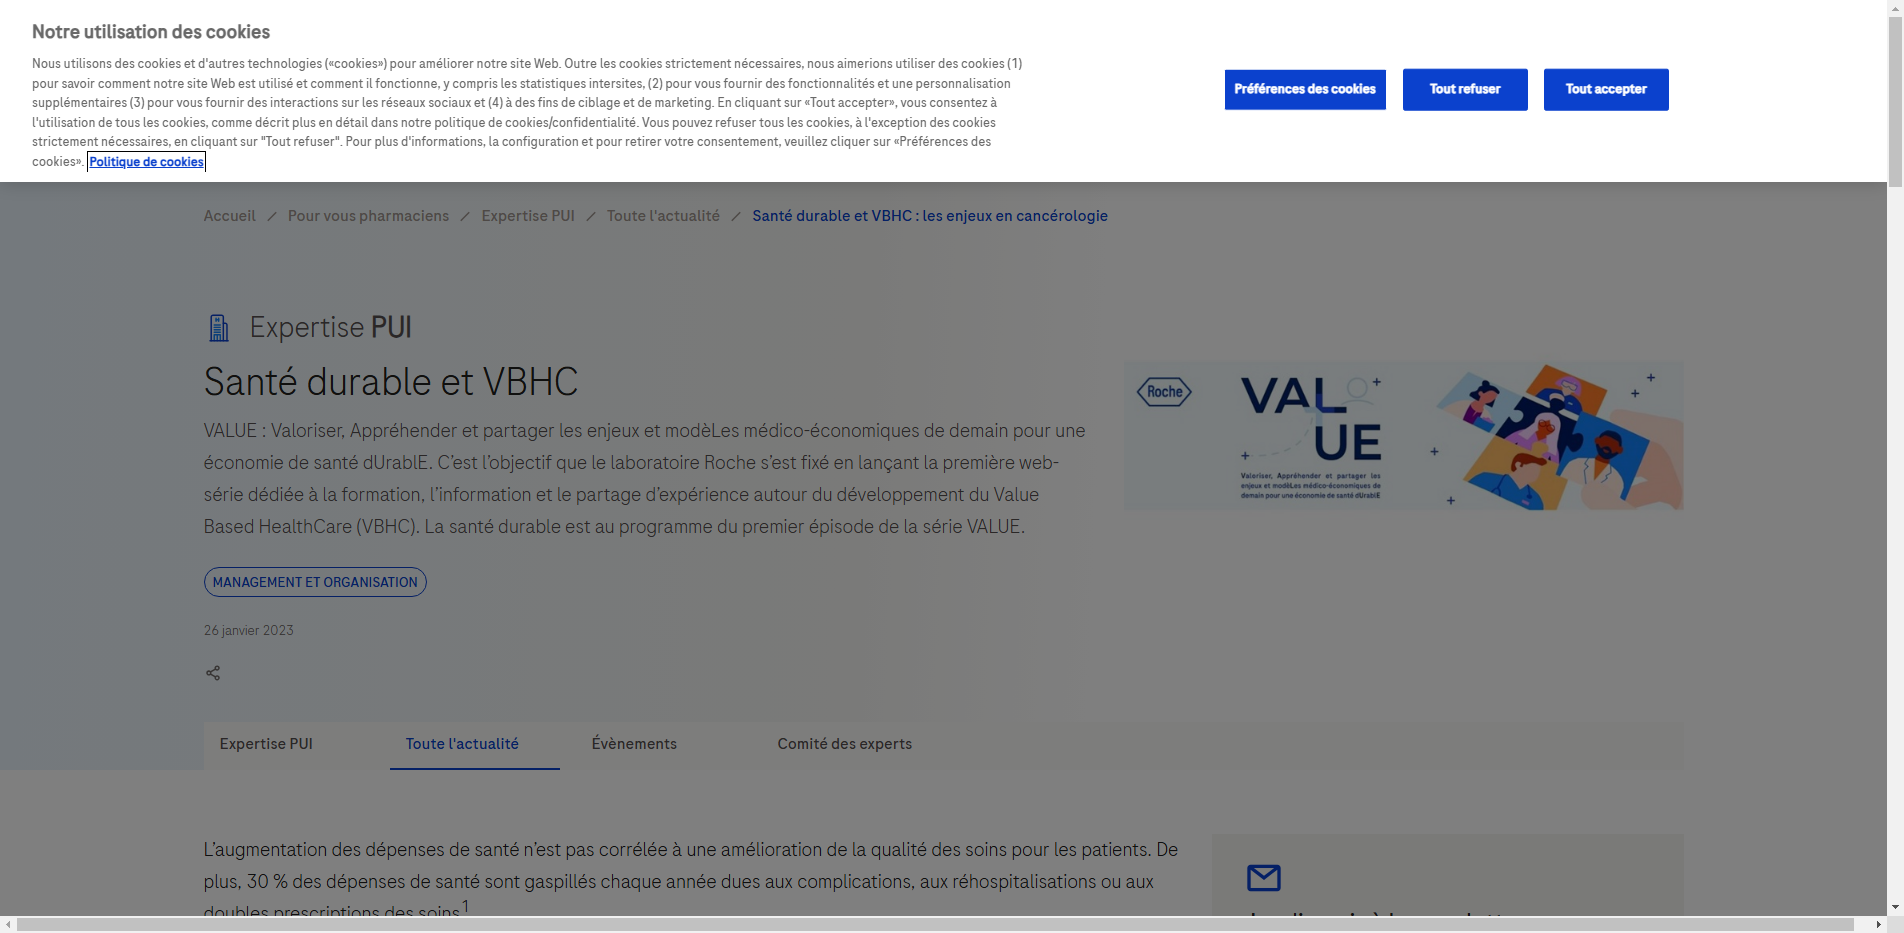 Notre utilisation des cookies
Nous utilisons des cookies et d'autres technologies («cookies») pour améliorer notre site Web. Outre les cookies strictement nécessaires, nous aimerions utiliser des cookies (1)
pour savoir comment notre site Web est utilisé et comment il fonctionne, y compris les statistiques intersites, (2) pour vous fournir des fonctionnalités et une personnalisation
supplémentaires (3) pour vous fournir des interactions sur les réseaux sociaux et (4) à des fins de ciblage et de marketing. En cliquant sur «Tout accepter», vous consentez à
l'utilisation de tous les cookies, comme décrit plus en détail dans notre politique de cookies/confidentialité. Vous pouvez refuser tous les cookies, à l'exception des cookies
strictement nécessaires, en cliquant sur "Tout refuser". Pour plus d'informations, la configuration et pour retirer votre consentement, veuillez cliquer sur «Préférences des
cookies». Politique de cookies
Préférences des cookies
Tout refuser
Tout accepter
Accueil / Pour vous pharmaciens / Expertise PUI / Toute l'actualité / Santé durable et VBHC : les enjeux en cancérologie
Expertise PUI
Santé durable et VBHC
VALUE : Valoriser, Appréhender et partager les enjeux et modèLes médico-économiques de demain pour une
économie de santé dUrablE. C’est l’objectif que le laboratoire Roche s’est fixé en lançant la première web-
série dédiée à la formation, l’information et le partage d’expérience autour du développement du Value
Based HealthCare (VBHC). La santé durable est au programme du premier épisode de la série VALUE.
Roche
VAL
UE
Valoriser, Appréhender et partager les
enjeux et modèLes médico-économiques de
demain pour une économie de santé dUrablE
MANAGEMENT ET ORGANISATION
26 janvier 2023
Expertise PUI
Toute l'actualité
Évènements
Comité des experts
L’augmentation des dépenses de santé n’est pas corrélée à une amélioration de la qualité des soins pour les patients. De
plus, 30 % des dépenses de santé sont gaspillés chaque année dues aux complications, aux réhospitalisations ou aux
doubles prescriptions des soins1